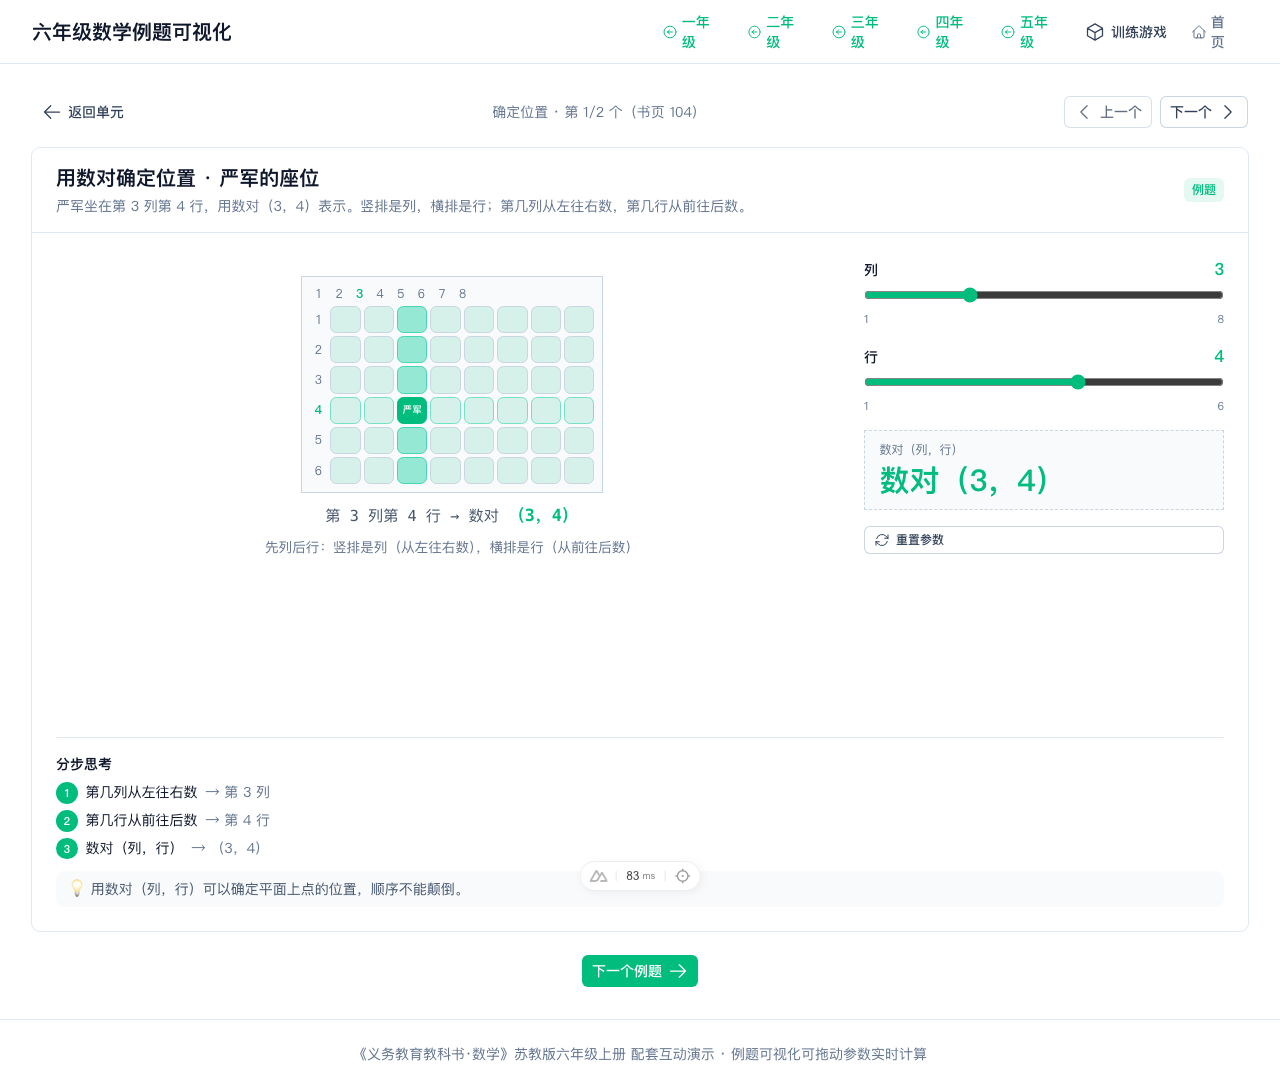 六年级数学例题可视化
一年级
二年级
三年级
四年级
五年级
训练游戏
首页
返回单元
确定位置 · 第 1/2 个（书页 104）
上一个
下一个
用数对确定位置 · 严军的座位
例题
严军坐在第 3 列第 4 行，用数对（3，4）表示。竖排是列，横排是行；第几列从左往右数，第几行从前往后数。
1 2 3 4 5 6 7 8
1
2
3
4 严军
5
6
第 3 列第 4 行 → 数对 （3, 4）
先列后行：竖排是列（从左往右数），横排是行（从前往后数）
列 3
1 8
行 4
1 6
数对（列，行）
数对（3，4）
重置参数
分步思考
1 第几列从左往右数 → 第 3 列
2 第几行从前往后数 → 第 4 行
3 数对（列，行） → （3，4）
83 ms
💡 用数对（列，行）可以确定平面上点的位置，顺序不能颠倒。
下一个例题
《义务教育教科书·数学》苏教版六年级上册 配套互动演示 · 例题可视化可拖动参数实时计算